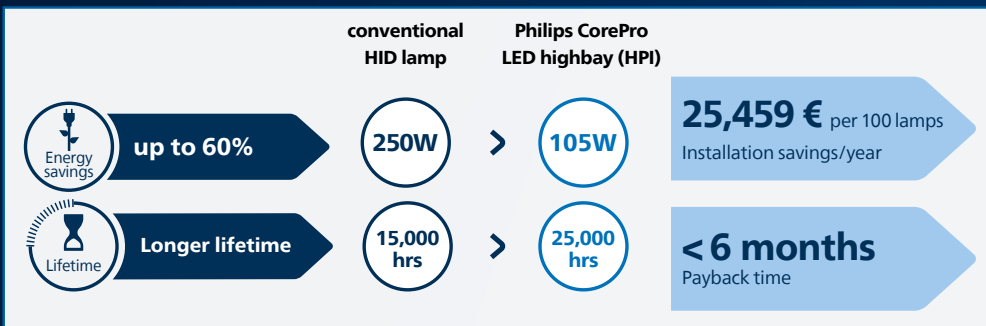 conventional
HID lamp
Philips CorePro
LED highbay (HPI)
Energy
savings
up to 60%
250W
>
105W
25,459 € per 100 lamps
Installation savings/year
Lifetime
Longer lifetime
15,000
hrs
>
25,000
hrs
< 6 months
Payback time